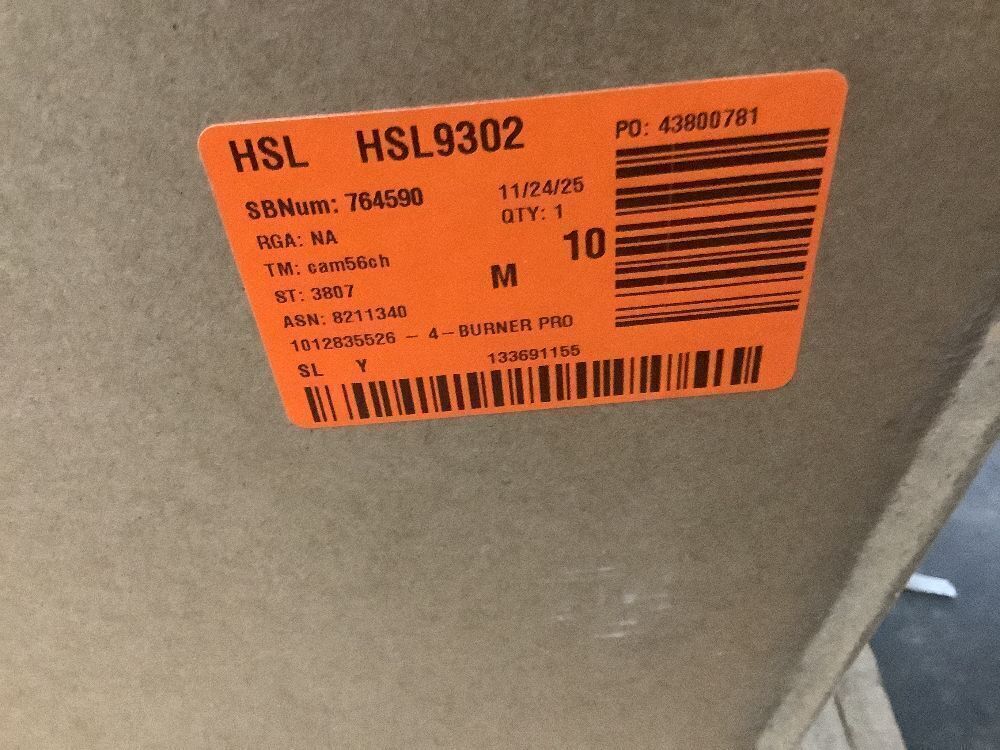 HSL HSL9302
PO: 43800781
SBNum: 764590
11/24/25
RGA: NA
QTY: 1
TM: cam56ch
10
ST: 3807
M
ASN: 8211340
1012835526 - 4-BURNER PRO
SL Y 133691155